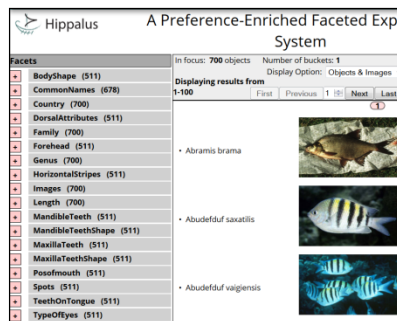 Hippalus
A Preference-Enriched Faceted Exp
System
Facets
+ BodyShape (511)
+ CommonNames (678)
+ Country (700)
+ DorsalAttributes (511)
+ Family (700)
+ Forehead (511)
+ Genus (700)
+ HorizontalStripes (511)
+ Images (700)
+ Length (700)
+ MandibleTeeth (511)
+ MandibleTeethShape (511)
+ MaxillaTeeth (511)
+ MaxillaTeethShape (511)
+ Posofmouth (511)
+ Spots (511)
+ TeethOnTongue (511)
+ TypeOfEyes (511)
In focus: 700 objects Number of buckets: 1
Display Option: Objects & Images
Displaying results from
1-100 First Previous 1 Next Last
1
• Abramis brama
• Abudefduf saxatilis
• Abudefduf vaigiensis